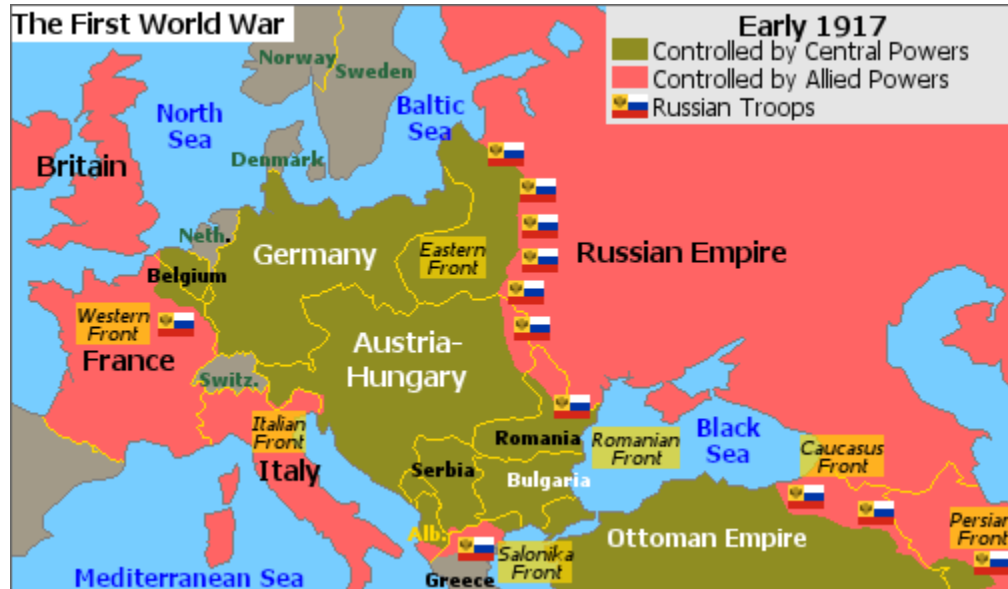 The First World War
Early 1917
Controlled by Central Powers
Controlled by Allied Powers
Russian Troops
Norway
Sweden
North
Sea
Baltic
Sea
Britain
Denmark
Neth.
Germany
Eastern
Front
Russian Empire
Belgium
Western
Front
France
Austria-
Hungary
Switz.
Italian
Front
Italy
Romania
Romanian
Front
Black
Sea
Caucasus
Front
Serbia
Bulgaria
Alb.
Salonika
Front
Ottoman Empire
Persian
Front
Mediterranean Sea
Greece